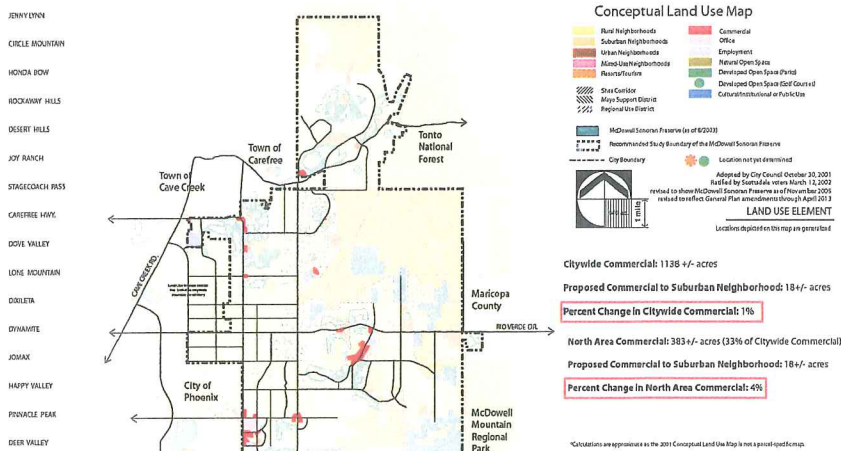 Conceptual Land Use Map
Rural Neighborhoods
Suburban Neighborhoods
Urban Neighborhoods
Mixed-Use Neighborhoods
Resorts/Tourism
Shea Corridor
Mayo Support District
Regional Use District
Commercial
Office
Employment
Natural Open Space
Developed Open Space (Parks)
Developed Open Space (Golf Courses)
Cultural/Institutional or Public Use
McDowell Sonoran Preserve (as of 8/2003)
Recommended Study Boundary of the McDowell Sonoran Preserve
City Boundary
Location not yet determined
Adopted by City Council October 30, 2001
Ratified by Scottsdale voters March 12, 2002
revised to show McDowell Sonoran Preserve as of November 2005
revised to reflect General Plan amendments through April 2013
1 mile
LAND USE ELEMENT
Locations depicted on this map are generalized
JENNY LYNN
CIRCLE MOUNTAIN
HONDA BOW
ROCKAWAY HILLS
DESERT HILLS
JOY RANCH
STAGECOACH PASS
CAREFREE HWY.
DOVE VALLEY
LONE MOUNTAIN
DIXILETA
DYNAMITE
JOMAX
HAPPY VALLEY
PINNACLE PEAK
DEER VALLEY
Town of
Carefree
Tonto
National
Forest
Town of
Cave Creek
CAVE CREEK RD.
Maricopa
County
RIO VERDE DR.
City of
Phoenix
McDowell
Mountain
Regional
Park
Citywide Commercial: 1138 +/- acres
Proposed Commercial to Suburban Neighborhood: 18+/- acres
Percent Change in Citywide Commercial: 1%
North Area Commercial: 383+/- acres (33% of Citywide Commercial)
Proposed Commercial to Suburban Neighborhood: 18+/- acres
Percent Change in North Area Commercial: 4%
*Calculations are approximate as the 2001 Conceptual Land Use Map is not a parcel-specific map.